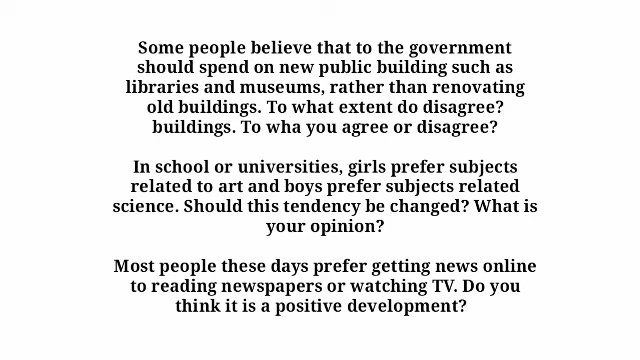 Some people believe that to the government
should spend on new public building such as
libraries and museums, rather than renovating
old buildings. To what extent do disagree?
buildings. To wha you agree or disagree?
In school or universities, girls prefer subjects
related to art and boys prefer subjects related
science. Should this tendency be changed? What is
your opinion?
Most people these days prefer getting news online
to reading newspapers or watching TV. Do you
think it is a positive development?